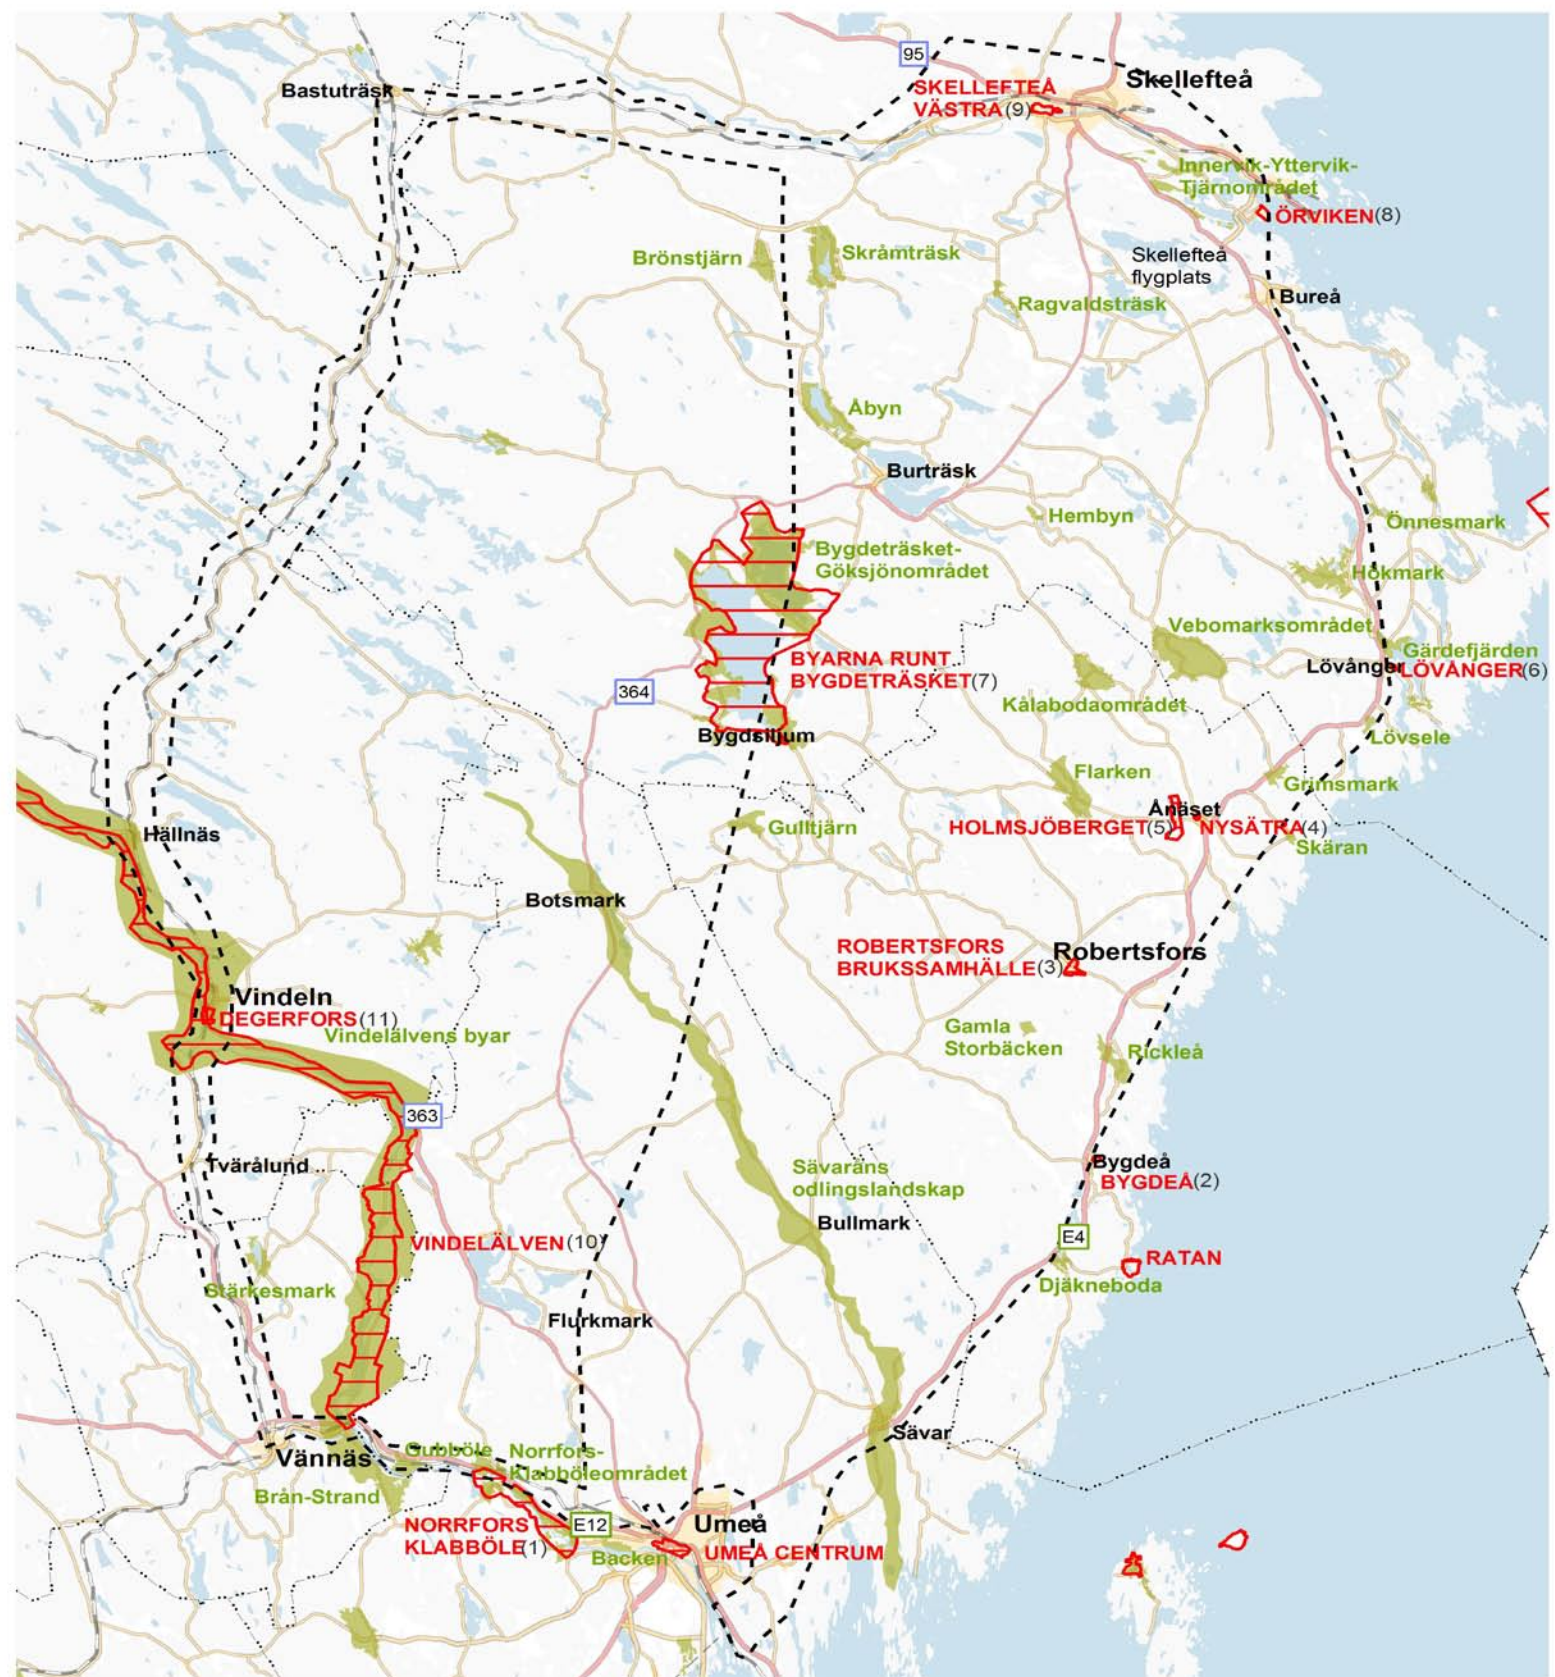 95
Skellefteå
Bastuträsk
SKELLEFTEÅ
VÄSTRA (9)
Innervik-Yttervik-
Tjärnområdet
ÖRVIKEN (8)
Brönstjärn
Skråmträsk
Skellefteå
flygplats
Ragvaldsträsk
Bureå
Åbyn
Burträsk
Hembyn
Önnesmark
Bygdeträsket-
Göksjönområdet
Hökmark
Vebomarksområdet
Gärdefjärden
BYARNA RUNT
BYGDETRÄSKET (7)
Lövånger
LÖVÅNGER (6)
364
Kålabodaområdet
Bygdsiljum
Lövsele
Flarken
Grimsmark
Ånäset
Hällnäs
Gulltjärn
HOLMSJÖBERGET (5)
NYSÄTRA (4)
Skäran
Botsmark
ROBERTSFORS
BRUKSSAMHÄLLE (3)
Robertsfors
Vindeln
DEGERFORS (11)
Vindelälvens byar
Gamla
Storbäcken
Rickleå
363
Tvärålund
Sävaråns
odlingslandskap
Bygdeå
BYGDEÅ (2)
Bullmark
VINDELÄLVEN (10)
E4
RATAN
Stärkesmark
Djäkneboda
Flurkmark
Sävar
Vännäs
Gubböle
Norrfors-
Klabböleområdet
Brån-Strand
NORRFORS
KLABBÖLE (1)
E12
Umeå
Backen
UMEÅ CENTRUM